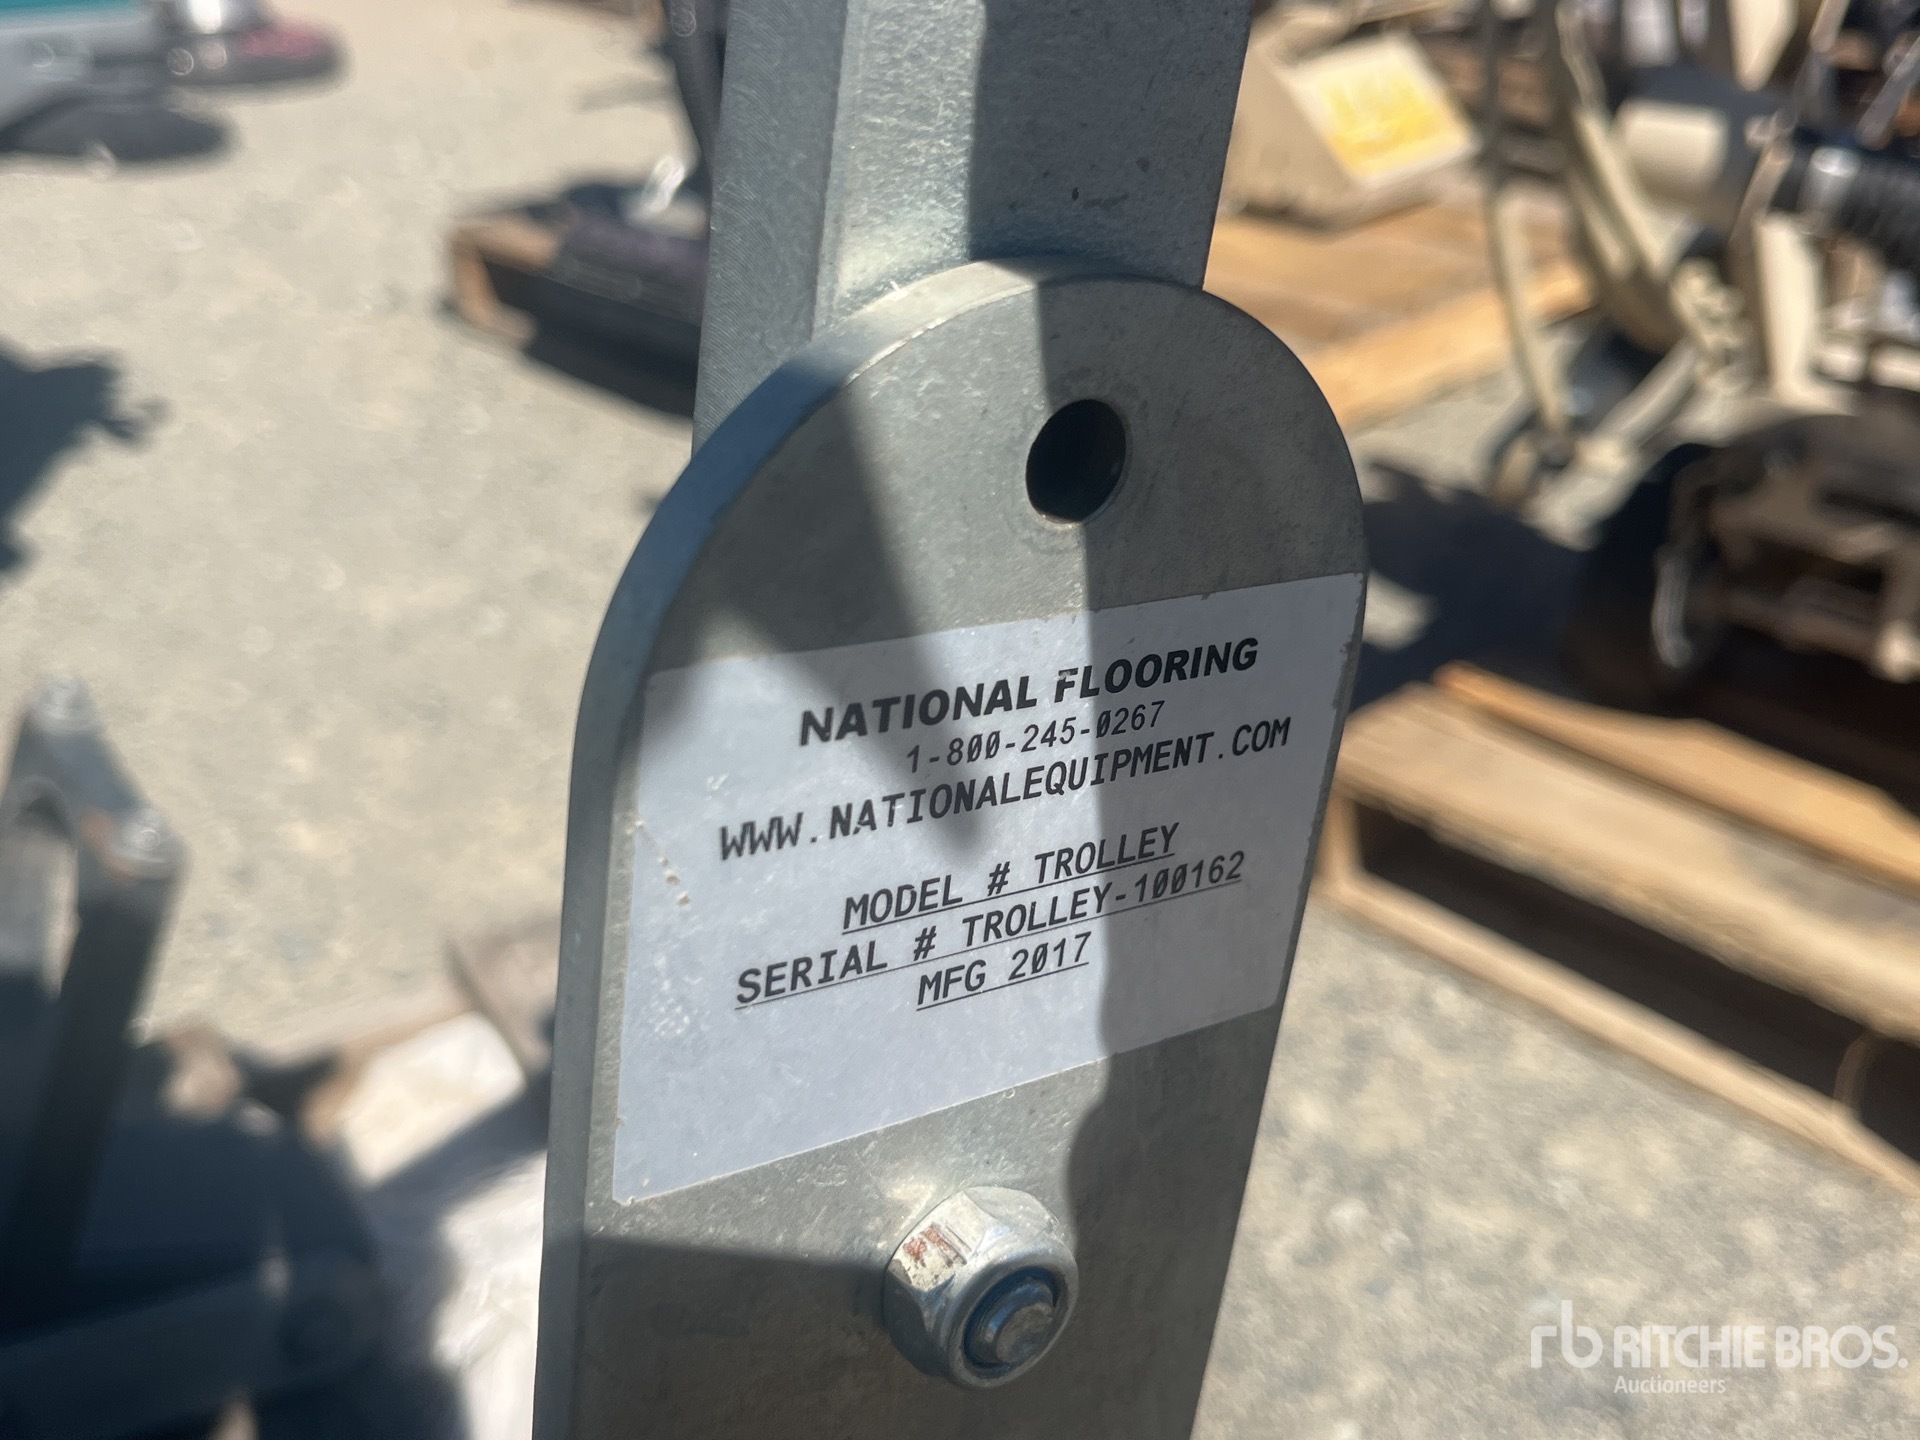 NATIONAL FLOORING
1-800-245-0267
WWW.NATIONALEQUIPMENT.COM
MODEL # TROLLEY
SERIAL # TROLLEY-100162
MFG 2017
rb RITCHIE BROS.
Auctioneers